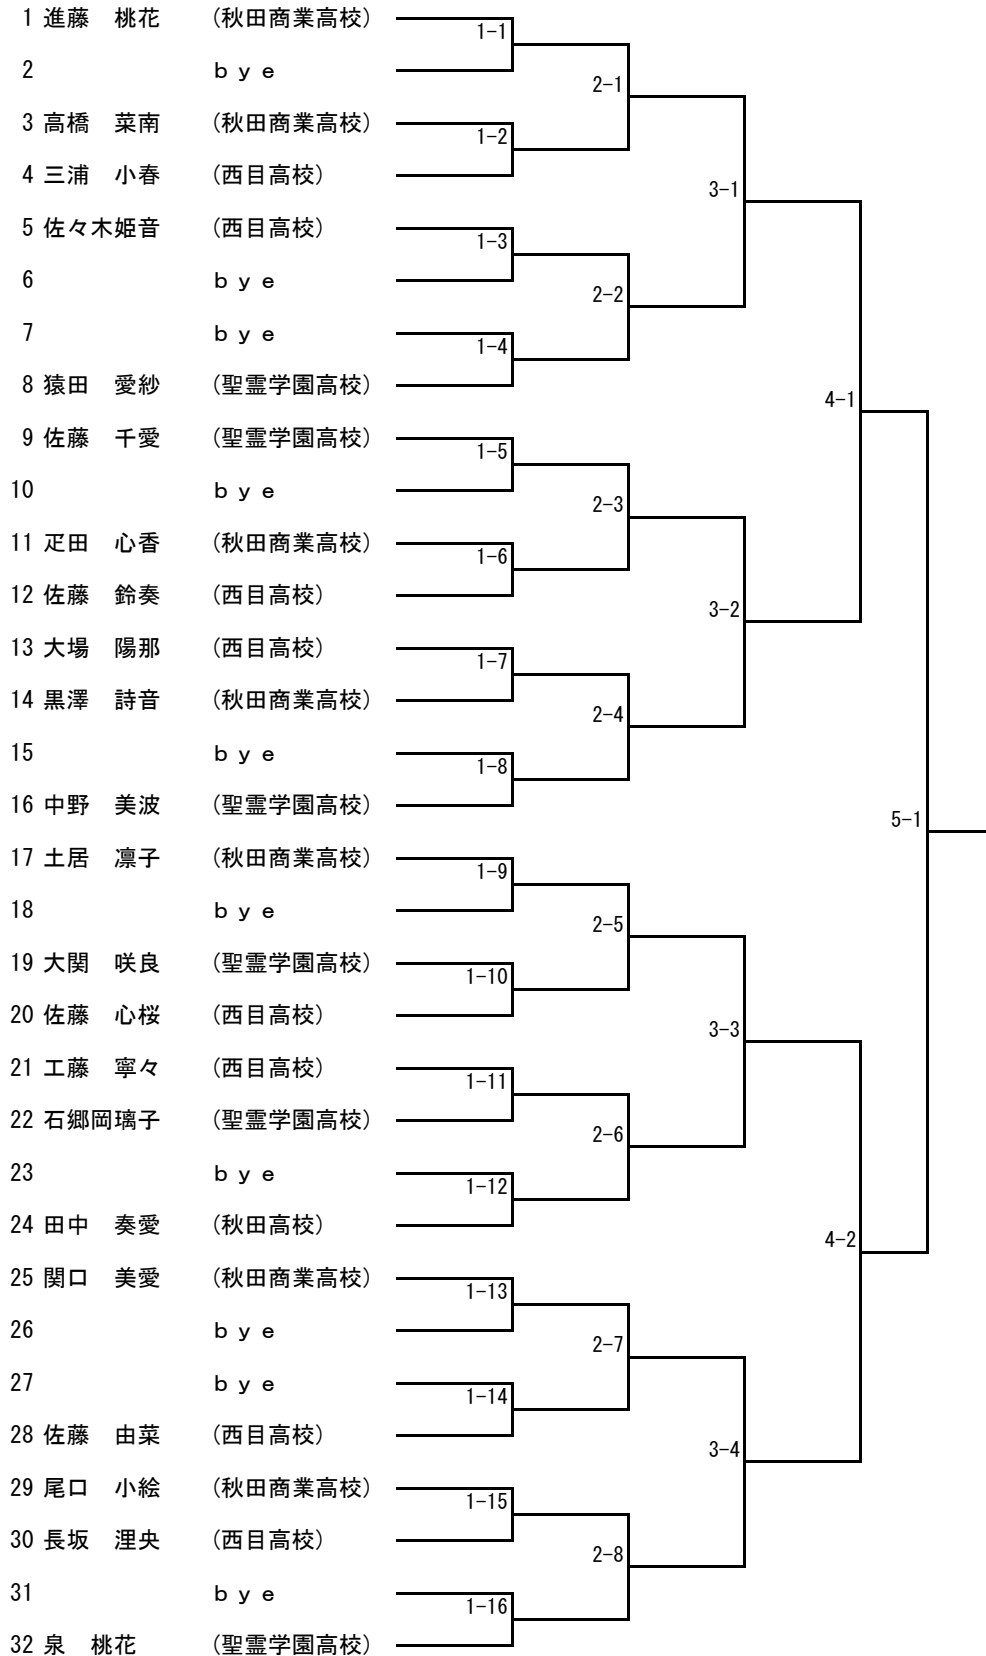 1 進藤　桃花 (秋田商業高校)
1-1
2 ｂｙｅ
2-1
3 高橋　菜南 (秋田商業高校)
1-2
4 三浦　小春 (西目高校)
3-1
5 佐々木姫音 (西目高校)
1-3
6 ｂｙｅ
2-2
7 ｂｙｅ
1-4
8 猿田　愛紗 (聖霊学園高校)
4-1
9 佐藤　千愛 (聖霊学園高校)
1-5
10 ｂｙｅ
2-3
11 疋田　心香 (秋田商業高校)
1-6
12 佐藤　鈴奏 (西目高校)
3-2
13 大場　陽那 (西目高校)
1-7
14 黒澤　詩音 (秋田商業高校)
2-4
15 ｂｙｅ
1-8
16 中野　美波 (聖霊学園高校)
5-1
17 土居　凛子 (秋田商業高校)
1-9
18 ｂｙｅ
2-5
19 大関　咲良 (聖霊学園高校)
1-10
20 佐藤　心桜 (西目高校)
3-3
21 工藤　寧々 (西目高校)
1-11
22 石郷岡璃子 (聖霊学園高校)
2-6
23 ｂｙｅ
1-12
24 田中　奏愛 (秋田高校)
4-2
25 関口　美愛 (秋田商業高校)
1-13
26 ｂｙｅ
2-7
27 ｂｙｅ
1-14
28 佐藤　由菜 (西目高校)
3-4
29 尾口　小絵 (秋田商業高校)
1-15
30 長坂　浬央 (西目高校)
2-8
31 ｂｙｅ
1-16
32 泉　桃花 (聖霊学園高校)